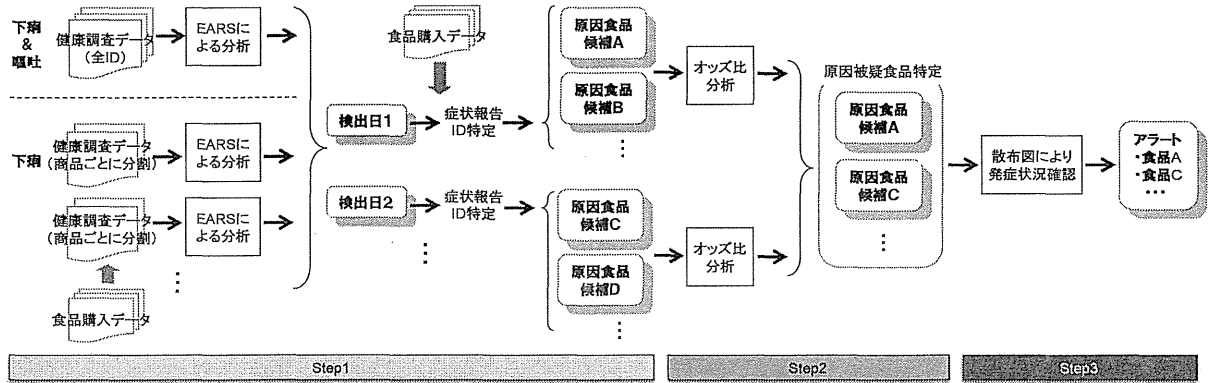 下痢
&
嘔吐
健康調査データ
(全ID)
EARSに
よる分析
下痢
健康調査データ
(商品ごとに分割)
EARSに
よる分析
健康調査データ
(商品ごとに分割)
EARSに
よる分析
食品購入データ
食品購入データ
検出日1
症状報告
ID特定
検出日2
症状報告
ID特定
原因食品
候補A
原因食品
候補B
原因食品
候補C
原因食品
候補D
オッズ比
分析
オッズ比
分析
原因被疑食品特定
原因食品
候補A
原因食品
候補C
散布図により
発症状況確認
アラート
・食品A
・食品C
・・・
Step1
Step2
Step3